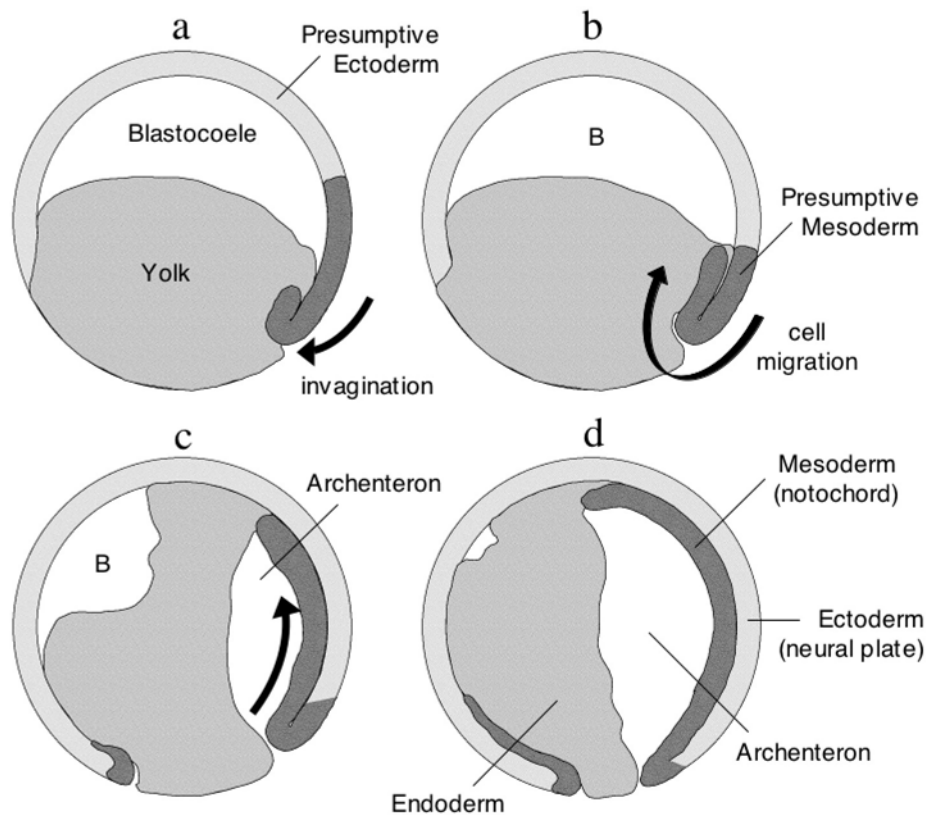 a
Presumptive
Ectoderm
Blastocoele
Yolk
invagination
b
B
Presumptive
Mesoderm
cell
migration
c
Archenteron
B
d
Mesoderm
(notochord)
Ectoderm
(neural plate)
Archenteron
Endoderm